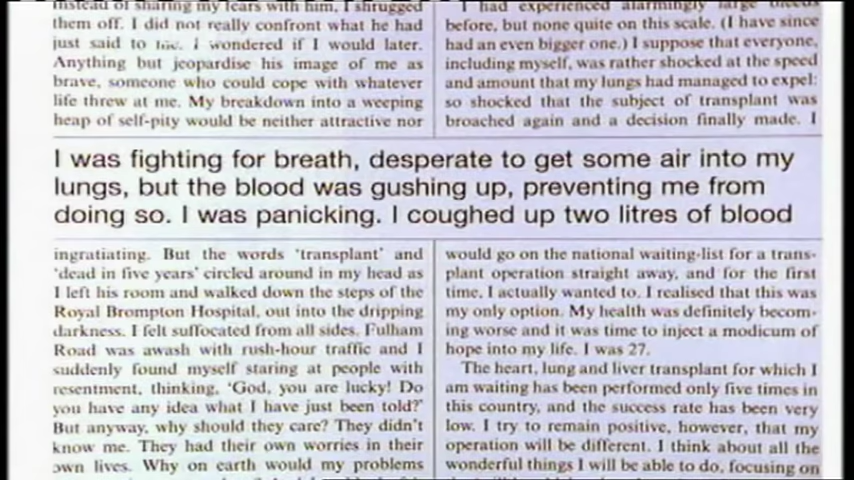 instead of sharing my fears with him, I shrugged
them off. I did not really confront what he had
just said to me. I wondered if I would later.
Anything but jeopardise his image of me as
brave, someone who could cope with whatever
life threw at me. My breakdown into a weeping
heap of self-pity would be neither attractive nor
I had experienced alarmingly large bleeds
before, but none quite on this scale. (I have since
had an even bigger one.) I suppose that everyone,
including myself, was rather shocked at the speed
and amount that my lungs had managed to expel:
so shocked that the subject of transplant was
broached again and a decision finally made. I
I was fighting for breath, desperate to get some air into my
lungs, but the blood was gushing up, preventing me from
doing so. I was panicking. I coughed up two litres of blood
ingratiating. But the words 'transplant' and
'dead in five years' circled around in my head as
I left his room and walked down the steps of the
Royal Brompton Hospital, out into the dripping
darkness. I felt suffocated from all sides. Fulham
Road was awash with rush-hour traffic and I
suddenly found myself staring at people with
resentment, thinking, 'God, you are lucky! Do
you have any idea what I have just been told?'
But anyway, why should they care? They didn't
know me. They had their own worries in their
own lives. Why on earth would my problems
would go on the national waiting-list for a trans-
plant operation straight away, and for the first
time, I actually wanted to. I realised that this was
my only option. My health was definitely becom-
ing worse and it was time to inject a modicum of
hope into my life. I was 27.
The heart, lung and liver transplant for which I
am waiting has been performed only five times in
this country, and the success rate has been very
low. I try to remain positive, however, that my
operation will be different. I think about all the
wonderful things I will be able to do, focusing on